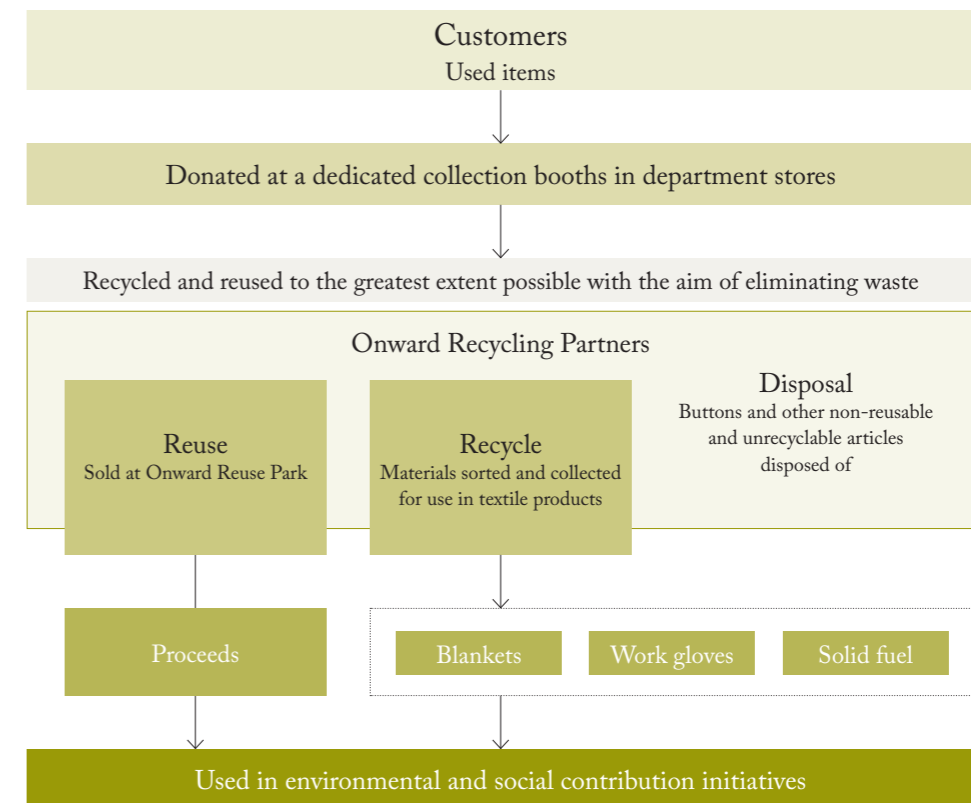 Customers
Used items
Donated at a dedicated collection booths in department stores
Recycled and reused to the greatest extent possible with the aim of eliminating waste
Onward Recycling Partners
Reuse
Sold at Onward Reuse Park
Recycle
Materials sorted and collected
for use in textile products
Disposal
Buttons and other non-reusable
and unrecyclable articles
disposed of
Proceeds
Blankets
Work gloves
Solid fuel
Used in environmental and social contribution initiatives